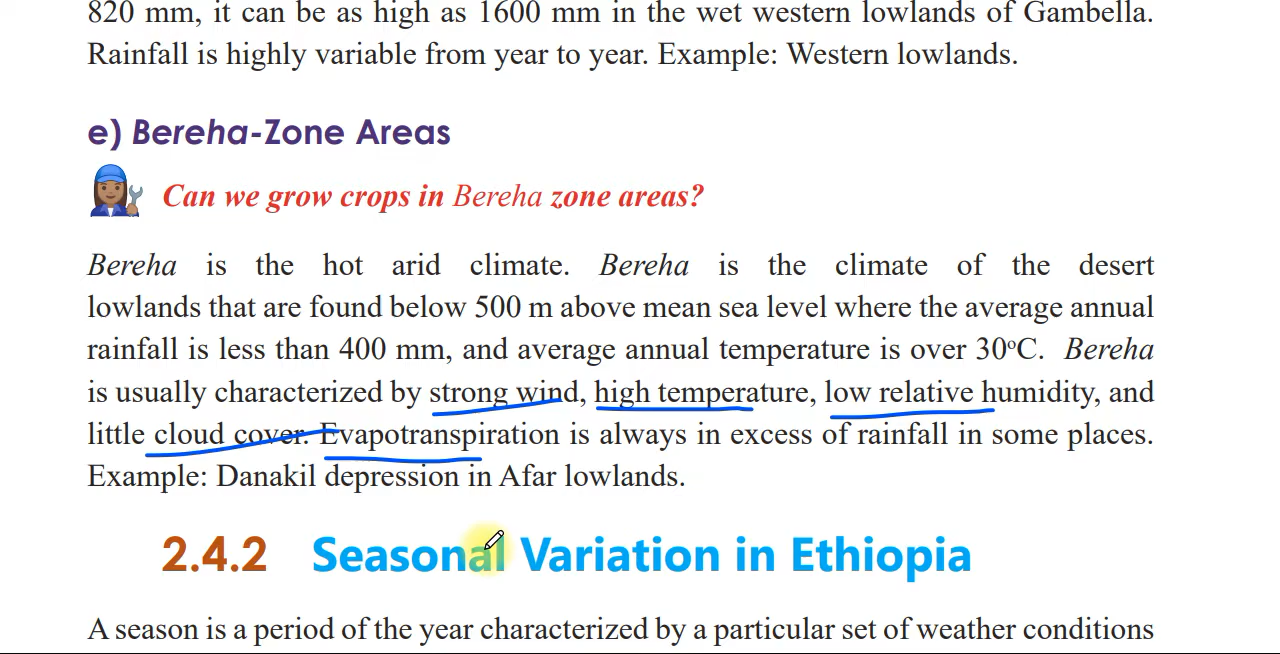 820 mm, it can be as high as 1600 mm in the wet western lowlands of Gambella.
Rainfall is highly variable from year to year. Example: Western lowlands.
e) Bereha-Zone Areas
Can we grow crops in Bereha zone areas?
Bereha is the hot arid climate. Bereha is the climate of the desert
lowlands that are found below 500 m above mean sea level where the average annual
rainfall is less than 400 mm, and average annual temperature is over 30ºC. Bereha
is usually characterized by strong wind, high temperature, low relative humidity, and
little cloud cover. Evapotranspiration is always in excess of rainfall in some places.
Example: Danakil depression in Afar lowlands.
2.4.2 Seasonal Variation in Ethiopia
A season is a period of the year characterized by a particular set of weather conditions